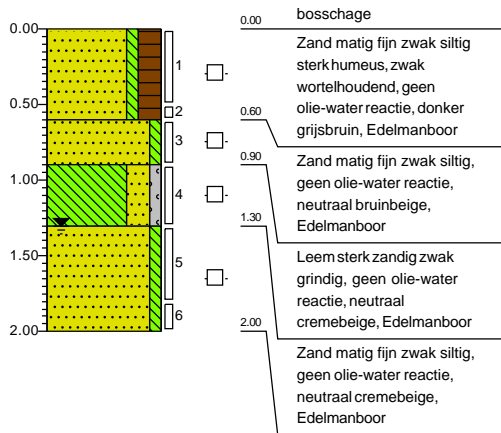 0.00
0.50
1.00
1.50
2.00
1
2
3
4
5
6
0.00
bosschage
Zand matig fijn zwak siltig
sterk humeus, zwak
wortelhoudend, geen
olie-water reactie, donker
grijsbruin, Edelmanboor
0.60
Zand matig fijn zwak siltig,
geen olie-water reactie,
neutraal bruinbeige,
Edelmanboor
0.90
Leem sterk zandig zwak
grindig, geen olie-water
reactie, neutraal
cremebeige, Edelmanboor
1.30
Zand matig fijn zwak siltig,
geen olie-water reactie,
neutraal cremebeige,
Edelmanboor
2.00